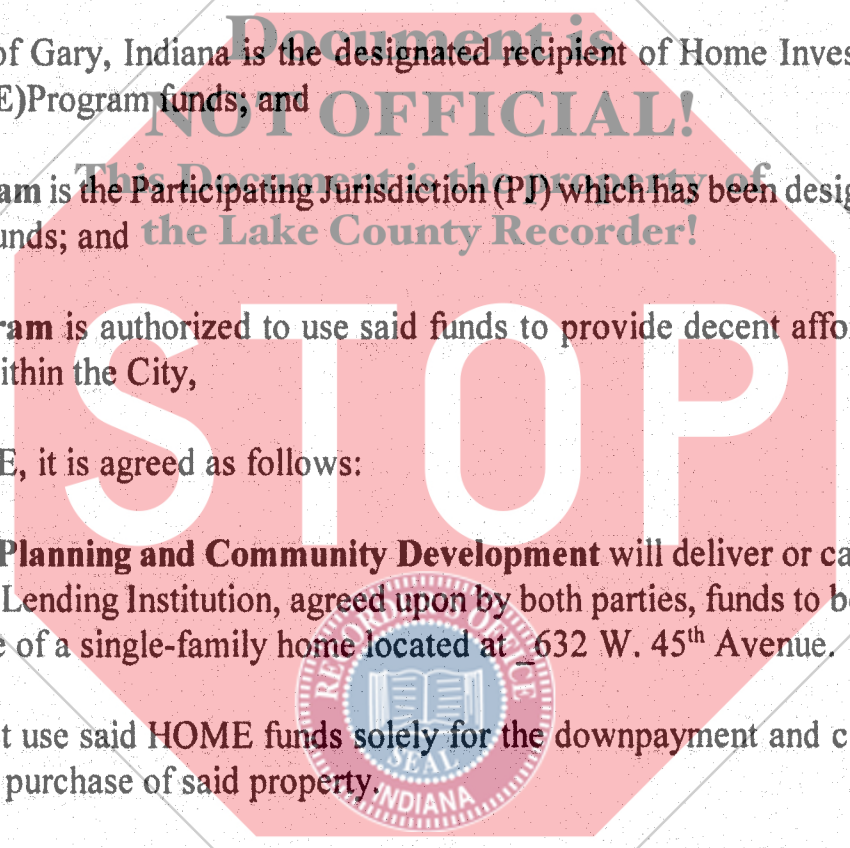 Document is
of Gary, Indiana is the designated recipient of Home Inves
E)Program funds; and
NOT OFFICIAL!
This Document is the property of
am is the Participating Jurisdiction (PJ) which has been desig
unds; and
the Lake County Recorder!
ram is authorized to use said funds to provide decent affo
ithin the City,
STOP
E, it is agreed as follows:
Planning and Community Development will deliver or ca
Lending Institution, agreed upon by both parties, funds to b
e of a single-family home located at _632 W. 45th Avenue.
RECORDER'S OFFICE
SEAL
INDIANA
t use said HOME funds solely for the downpayment and c
purchase of said property.